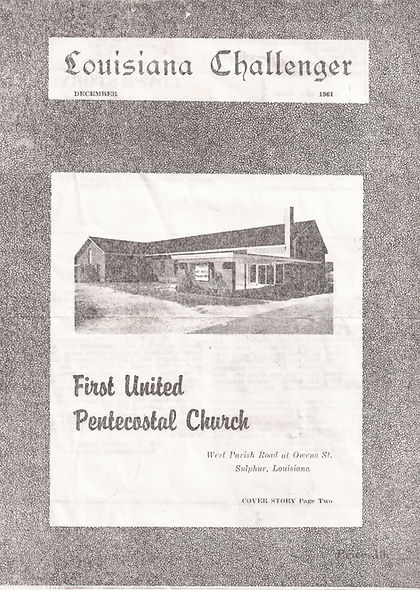 Louisiana Challenger
DECEMBER 1961
First United
Pentecostal Church
West Parish Road at Owens St.
Sulphur, Louisiana
COVER STORY Page Two